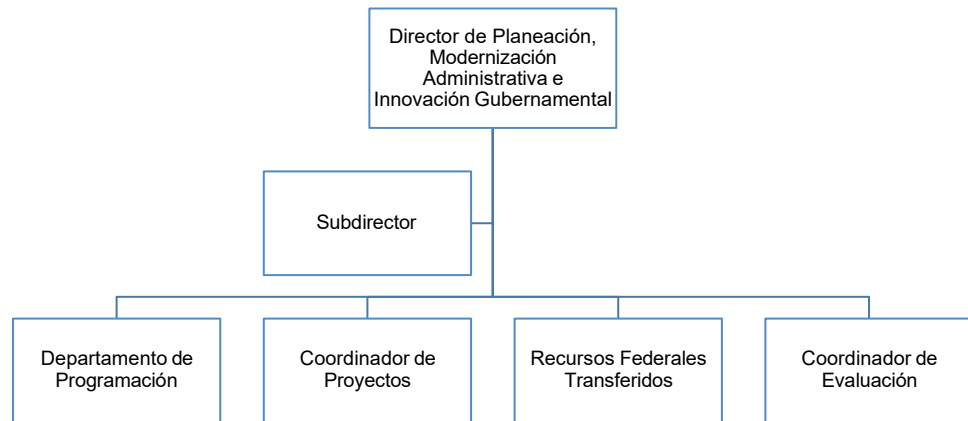 Director de Planeación,
Modernización
Administrativa e
Innovación Gubernamental
Subdirector
Departamento de
Programación
Coordinador de
Proyectos
Recursos Federales
Transferidos
Coordinador de
Evaluación